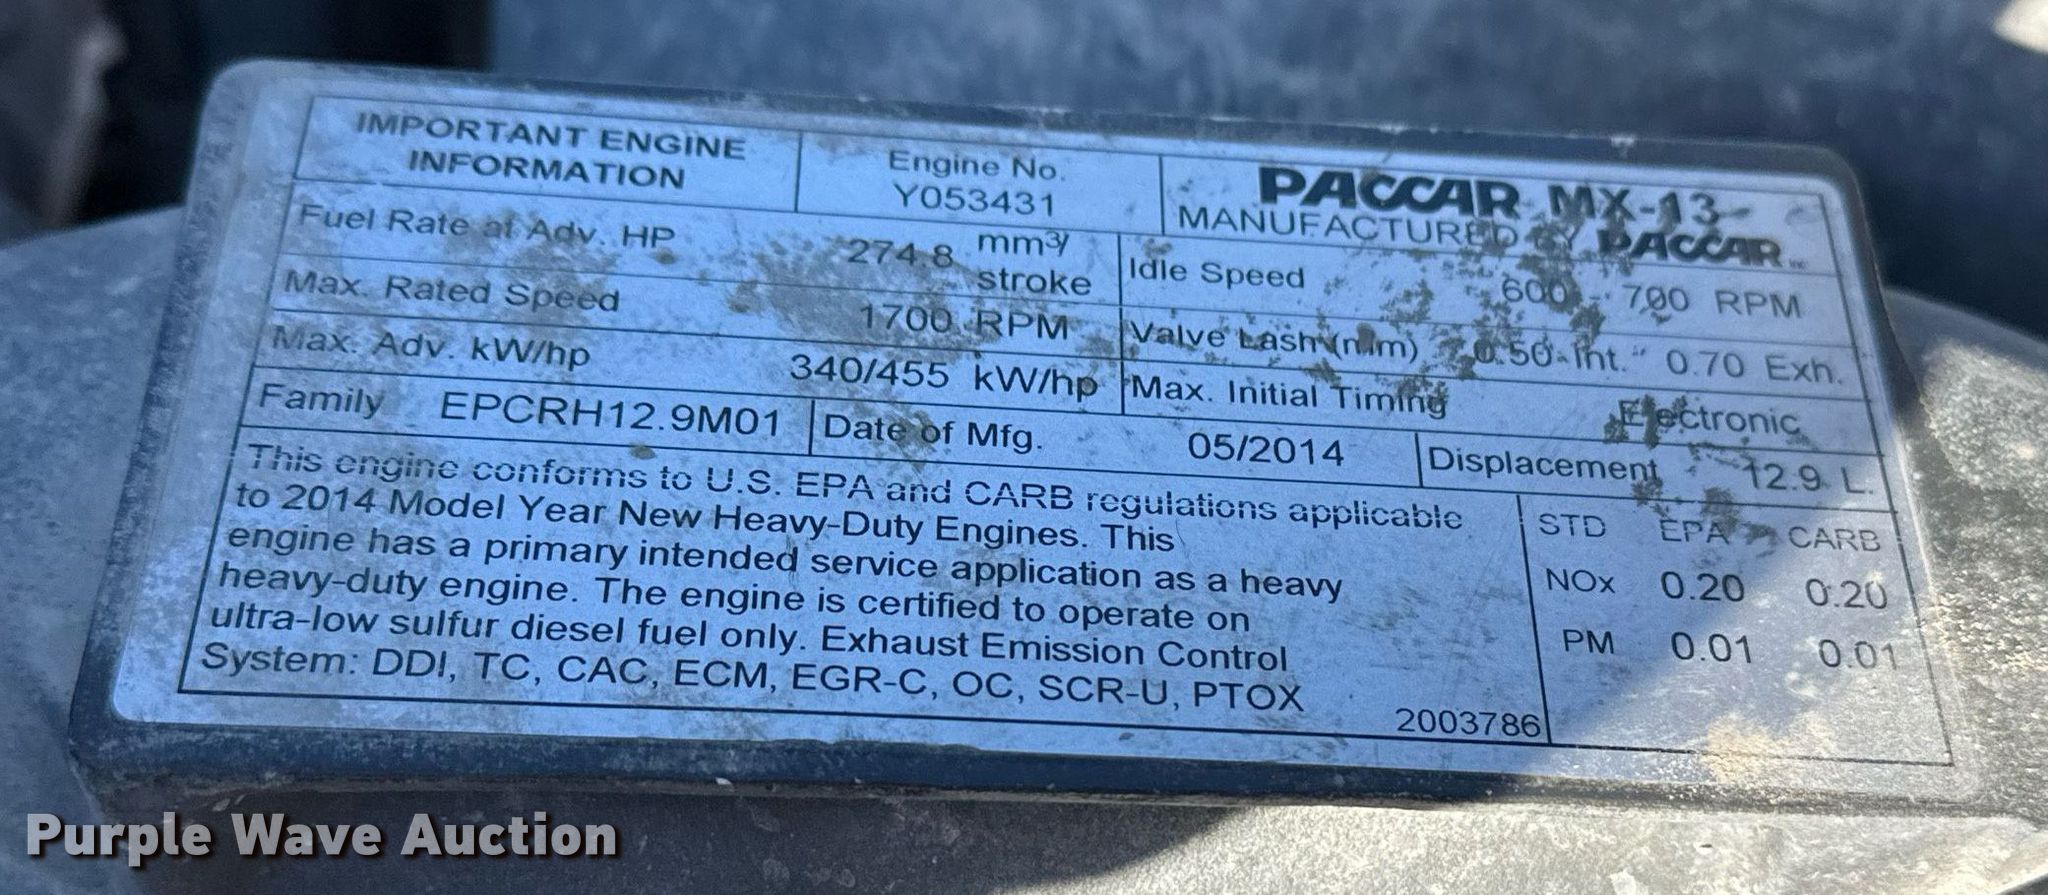 IMPORTANT ENGINE
INFORMATION
Engine No.
Y053431
PACCAR MX-13
MANUFACTURED BY PACCAR
Fuel Rate at Adv. HP 274.8 mm3/
stroke
Idle Speed 600 - 700 RPM
Max. Rated Speed 1700 RPM
Valve Lash (mm) 0.50 Int. 0.70 Exh.
Max. Adv. kW/hp 340/455 kW/hp
Max. Initial Timing Electronic
Family EPCRH12.9M01
Date of Mfg. 05/2014
Displacement 12.9 L.
This engine conforms to U.S. EPA and CARB regulations applicable
to 2014 Model Year New Heavy-Duty Engines. This
engine has a primary intended service application as a heavy
heavy-duty engine. The engine is certified to operate on
ultra-low sulfur diesel fuel only. Exhaust Emission Control
System: DDI, TC, CAC, ECM, EGR-C, OC, SCR-U, PTOX
2003786
STD EPA CARB
NOx 0.20 0.20
PM 0.01 0.01
Purple Wave Auction